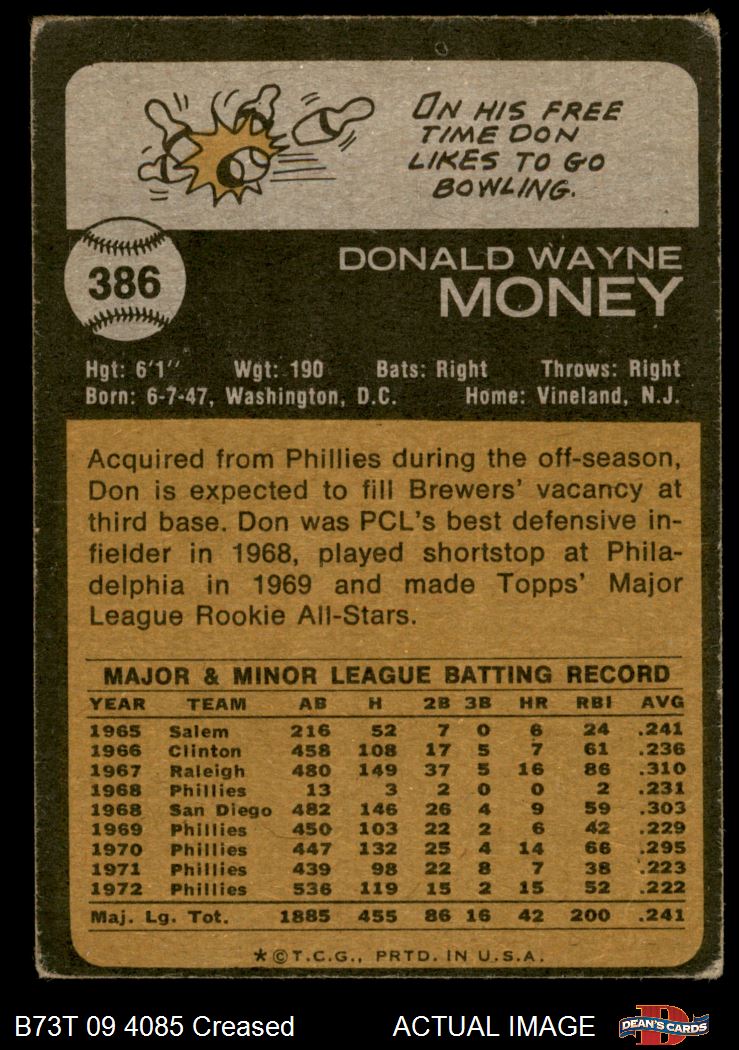 ON HIS FREE
TIME DON
LIKES TO GO
BOWLING.
386
DONALD WAYNE
MONEY
Hgt: 6'1" Wgt: 190 Bats: Right Throws: Right
Born: 6-7-47, Washington, D.C. Home: Vineland, N.J.
Acquired from Phillies during the off-season,
Don is expected to fill Brewers' vacancy at
third base. Don was PCL's best defensive in-
fielder in 1968, played shortstop at Phila-
delphia in 1969 and made Topps' Major
League Rookie All-Stars.
MAJOR & MINOR LEAGUE BATTING RECORD
YEAR TEAM AB H 2B 3B HR RBI AVG
1965 Salem 216 52 7 0 6 24 .241
1966 Clinton 458 108 17 5 7 61 .236
1967 Raleigh 480 149 37 5 16 86 .310
1968 Phillies 13 3 2 0 0 2 .231
1968 San Diego 482 146 26 4 9 59 .303
1969 Phillies 450 103 22 2 6 42 .229
1970 Phillies 447 132 25 4 14 66 .295
1971 Phillies 439 98 22 8 7 38 .223
1972 Phillies 536 119 15 2 15 52 .222
Maj. Lg. Tot. 1885 455 86 16 42 200 .241
*©T.C.G., PRTD. IN U.S.A.
B73T 09 4085 Creased ACTUAL IMAGE DEAN'S CARDS